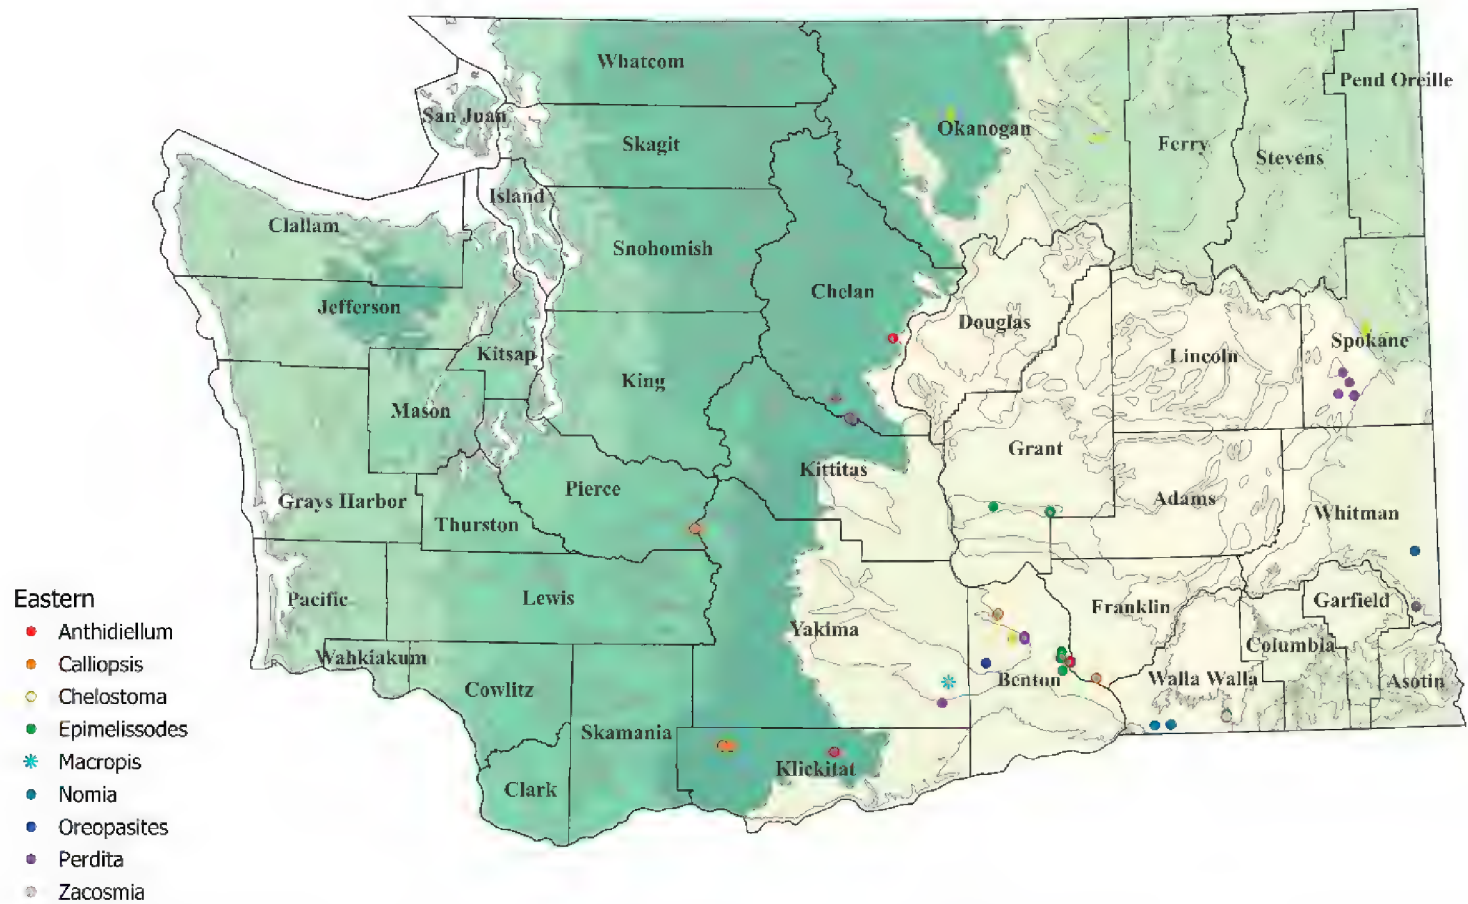 Whatcom
Pend Oreille
San Juan
Okanogan
Skagit
Ferry
Stevens
Island
Clallam
Snohomish
Chelan
Jefferson
Douglas
Spokane
Kitsap
Lincoln
King
Mason
Grant
Kittitas
Pierce
Grays Harbor
Adams
Thurston
Whitman
Eastern
Pacific
Lewis
Franklin
Garfield
Anthidiellum
Yakima
Columbia
Calliopsis
Wahkiakum
Benton
Walla Walla
Asotin
Cowlitz
Chelostoma
Epimelissodes
Skamania
Macropis
Klickitat
Clark
Nomia
Oreopasites
Perdita
Zacosmia